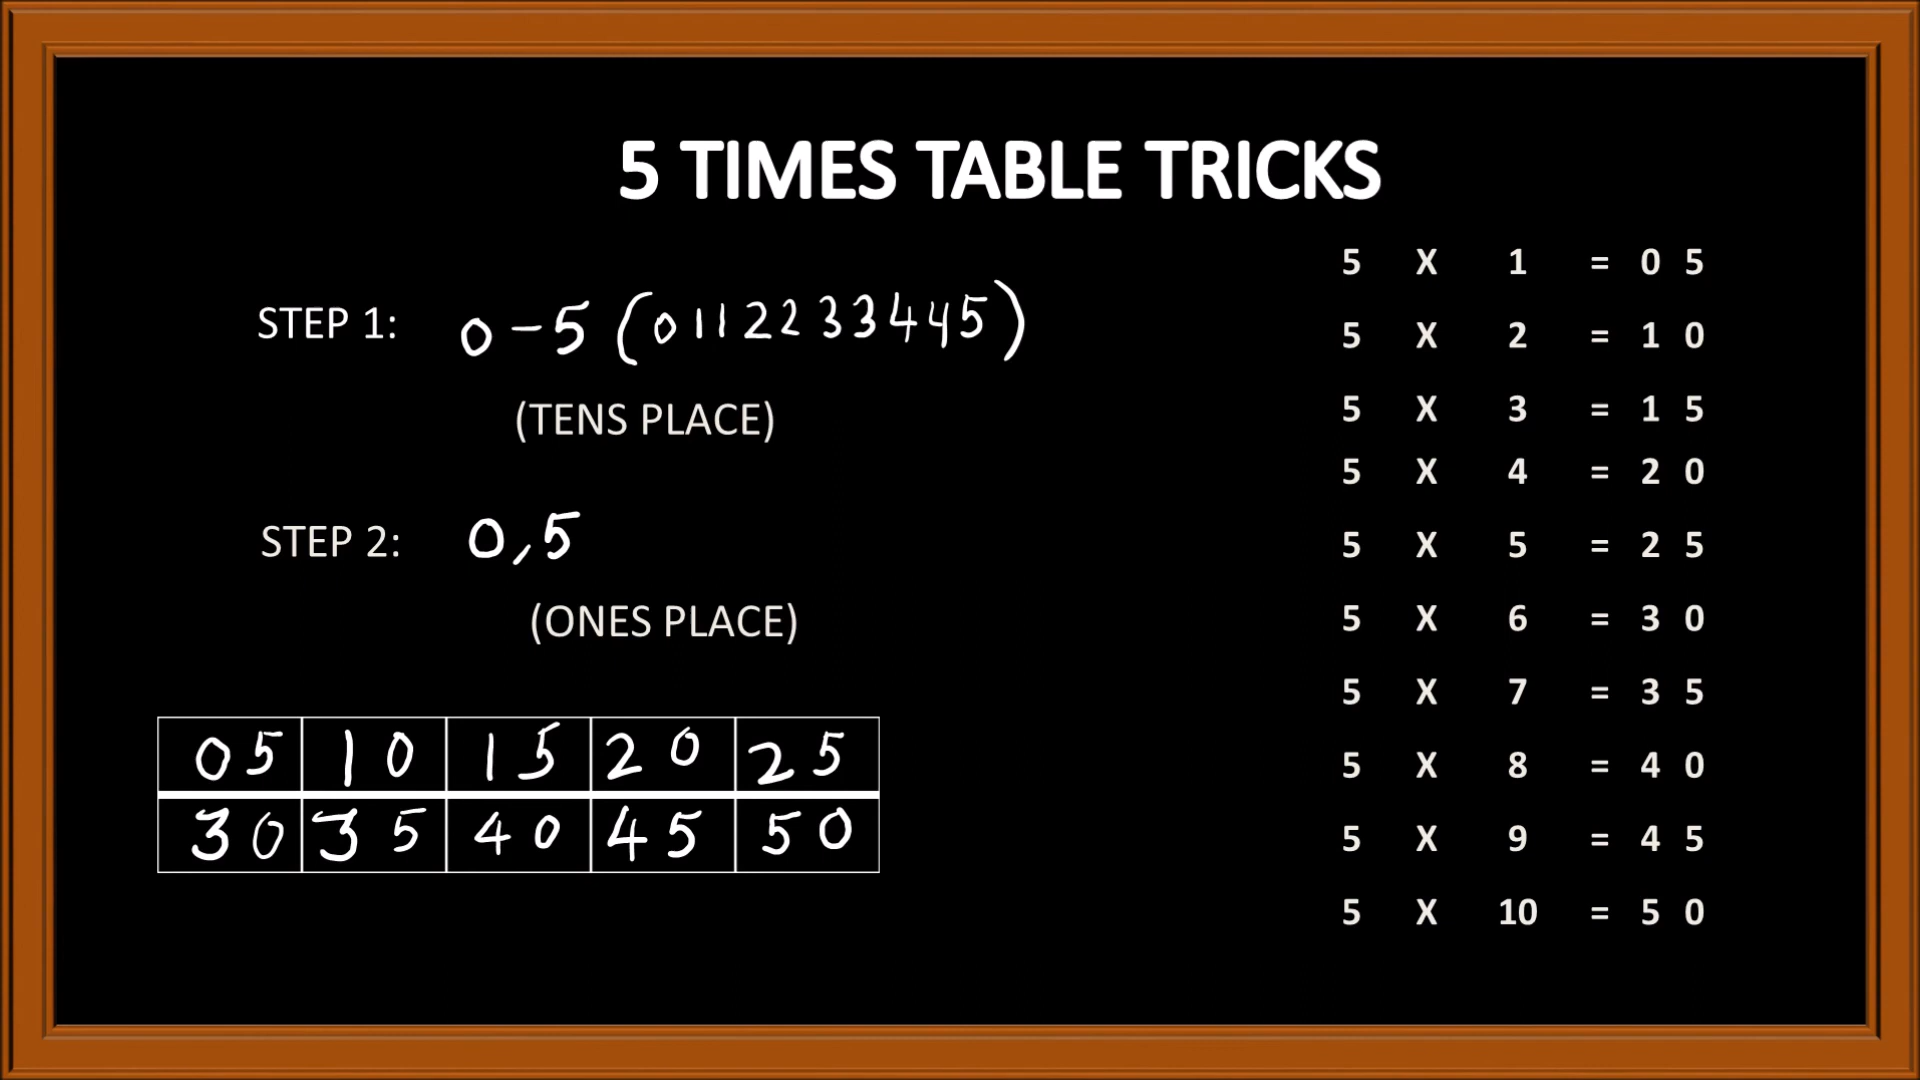 5 TIMES TABLE TRICKS
STEP 1: 0-5 (0112233445)
(TENS PLACE)
STEP 2: 0,5
(ONES PLACE)
05 10 15 20 25
30 35 40 45 50
5 X 1 = 0 5
5 X 2 = 1 0
5 X 3 = 1 5
5 X 4 = 2 0
5 X 5 = 2 5
5 X 6 = 3 0
5 X 7 = 3 5
5 X 8 = 4 0
5 X 9 = 4 5
5 X 10 = 5 0